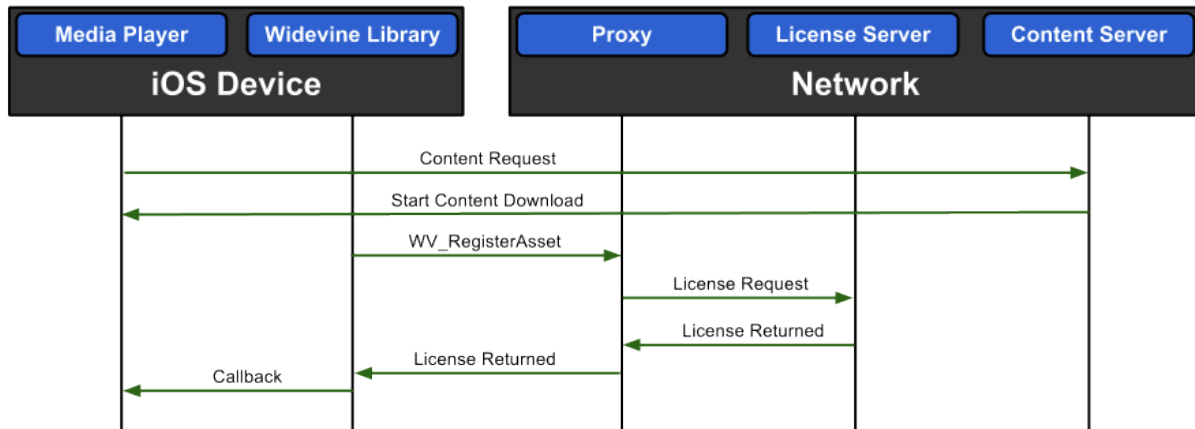 Media Player
Widevine Library
Proxy
License Server
Content Server
iOS Device
Network
Content Request
Start Content Download
WV_RegisterAsset
License Request
License Returned
License Returned
Callback